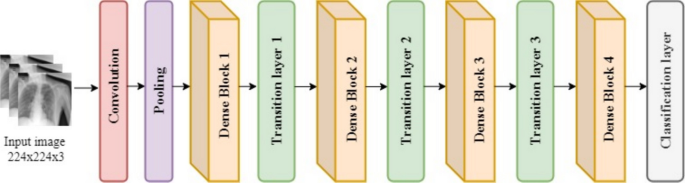 Input image
224x224x3
Convolution
Pooling
Dense Block 1
Transition layer 1
Dense Block 2
Transition layer 2
Dense Block 3
Transition layer 3
Dense Block 4
Classification layer